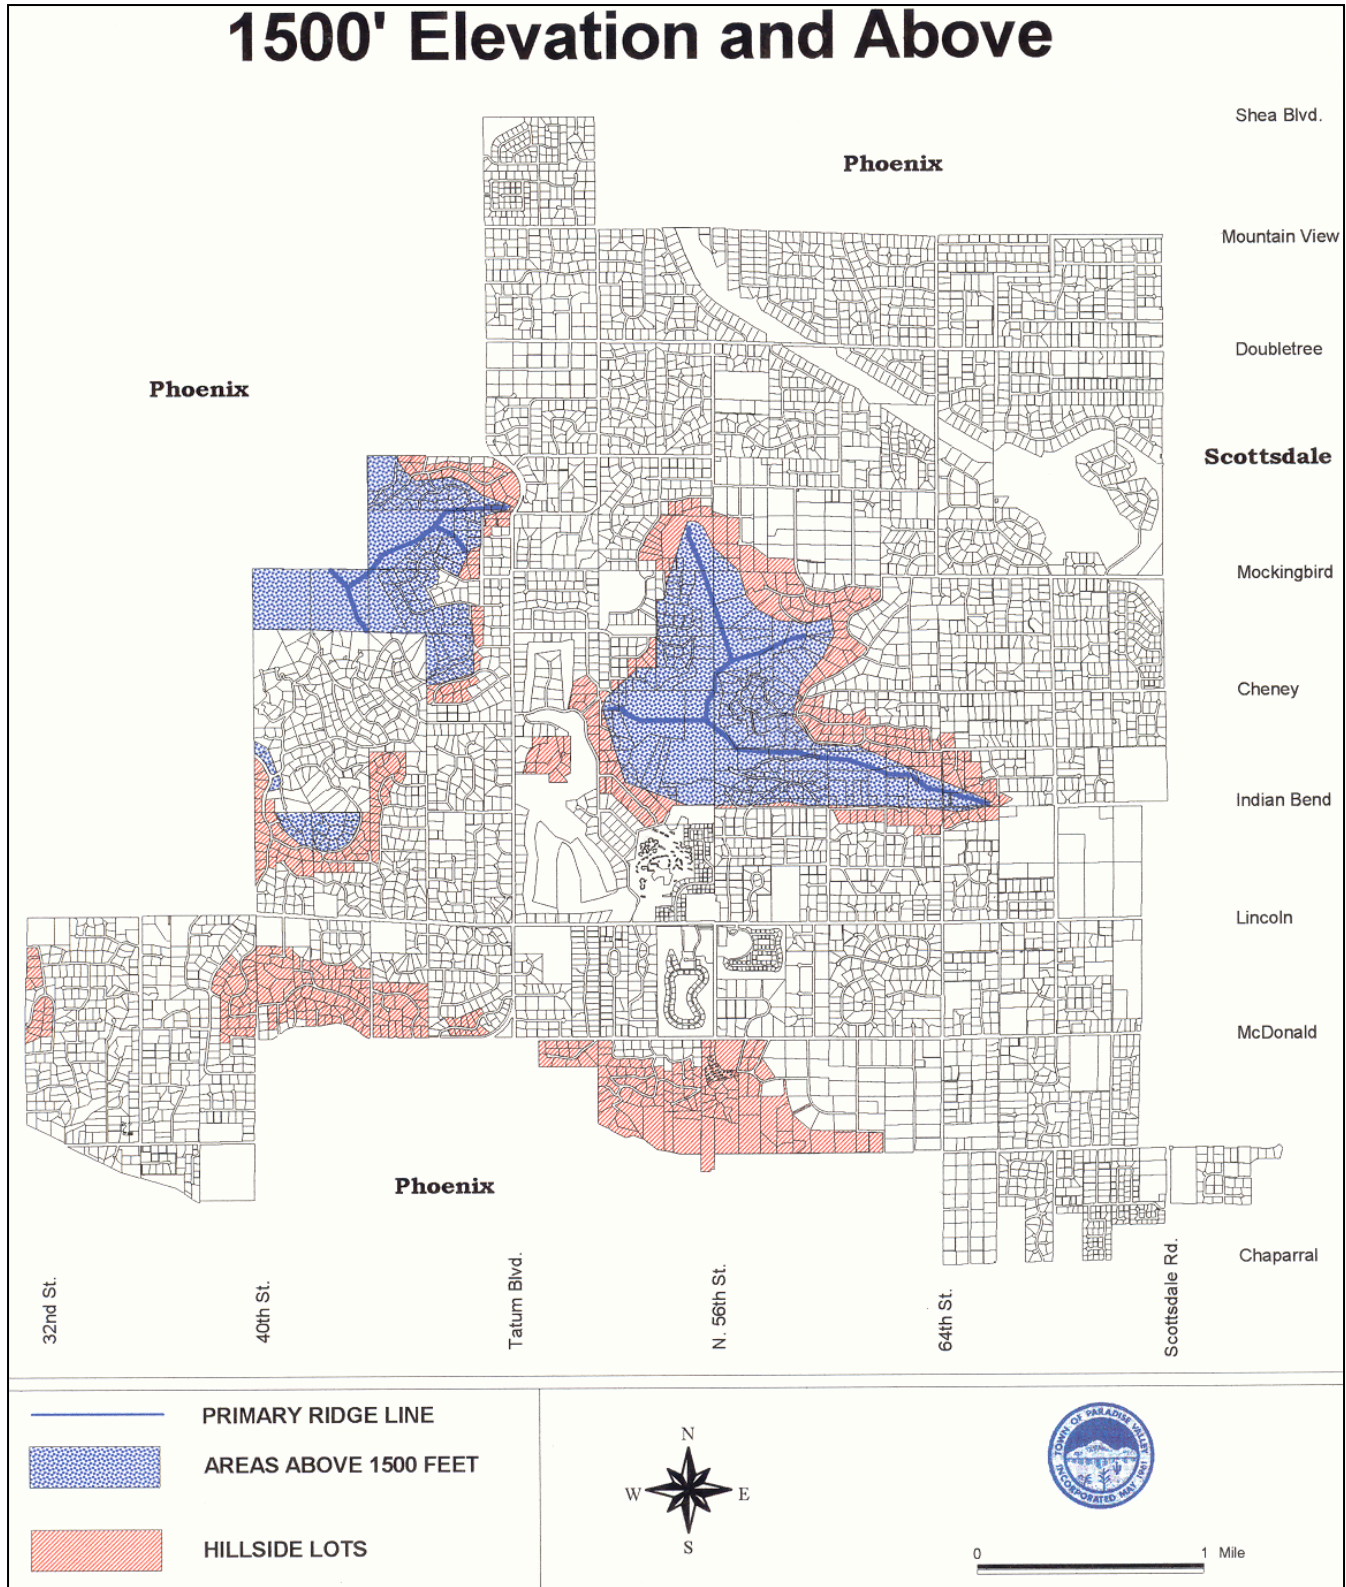 1500' Elevation and Above
Shea Blvd.
Phoenix
Mountain View
Doubletree
Phoenix
Scottsdale
Mockingbird
Cheney
Indian Bend
Lincoln
McDonald
Phoenix
Chaparral
32nd St.
40th St.
Tatum Blvd.
N. 56th St.
64th St.
Scottsdale Rd.
PRIMARY RIDGE LINE
AREAS ABOVE 1500 FEET
HILLSIDE LOTS
N
W E
S
TOWN OF PARADISE VALLEY
INCORPORATED MAY 1961
0 1 Mile